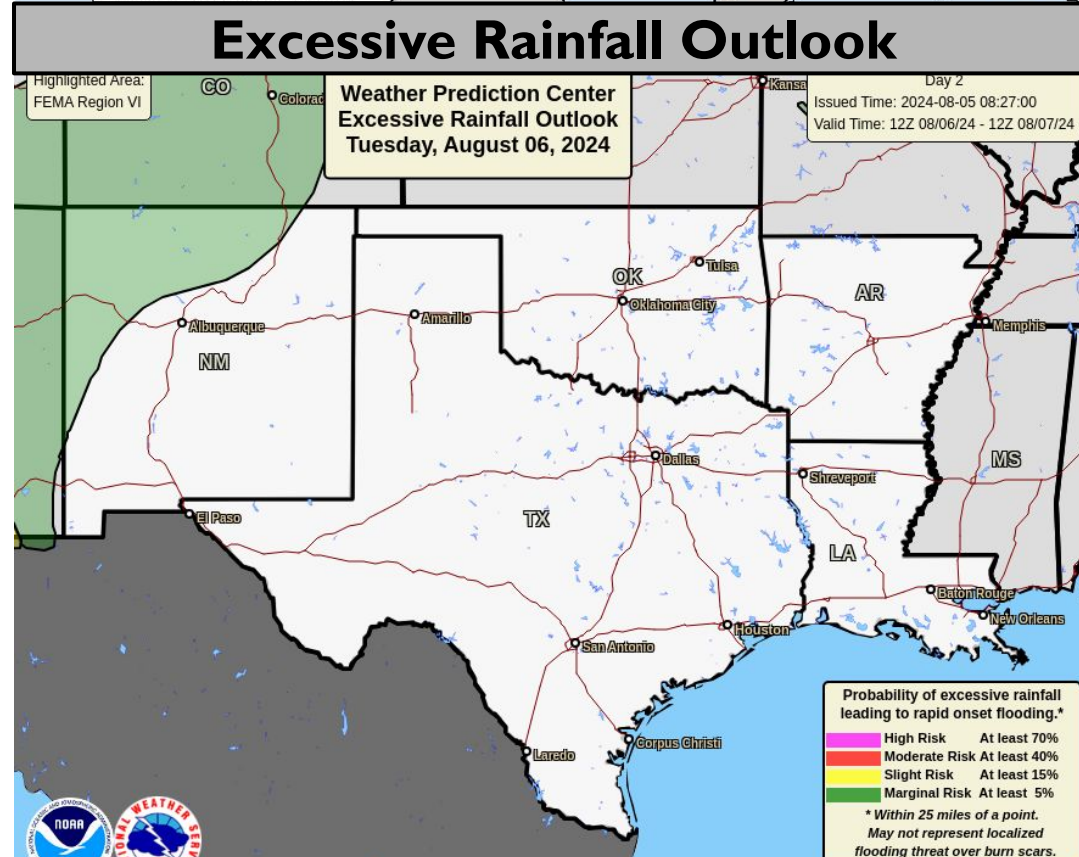 Excessive Rainfall Outlook
Highlighted Area:
FEMA Region VI
Weather Prediction Center
Excessive Rainfall Outlook
Tuesday, August 06, 2024
Day 2
Issued Time: 2024-08-05 08:27:00
Valid Time: 12Z 08/06/24 - 12Z 08/07/24
CO
Colorad
Kansa
OK
Tulsa
Oklahoma City
AR
Amarillo
Albuquerque
Memphis
NM
Dallas
Shreveport
MS
El Paso
TX
LA
Baton Rouge
New Orleans
Houston
San Antonio
Laredo
Corpus Christi
Probability of excessive rainfall
leading to rapid onset flooding.*
High Risk At least 70%
Moderate Risk At least 40%
Slight Risk At least 15%
Marginal Risk At least 5%
* Within 25 miles of a point.
May not represent localized
flooding threat over burn scars.
NOAA
NAL WEATHER SERV